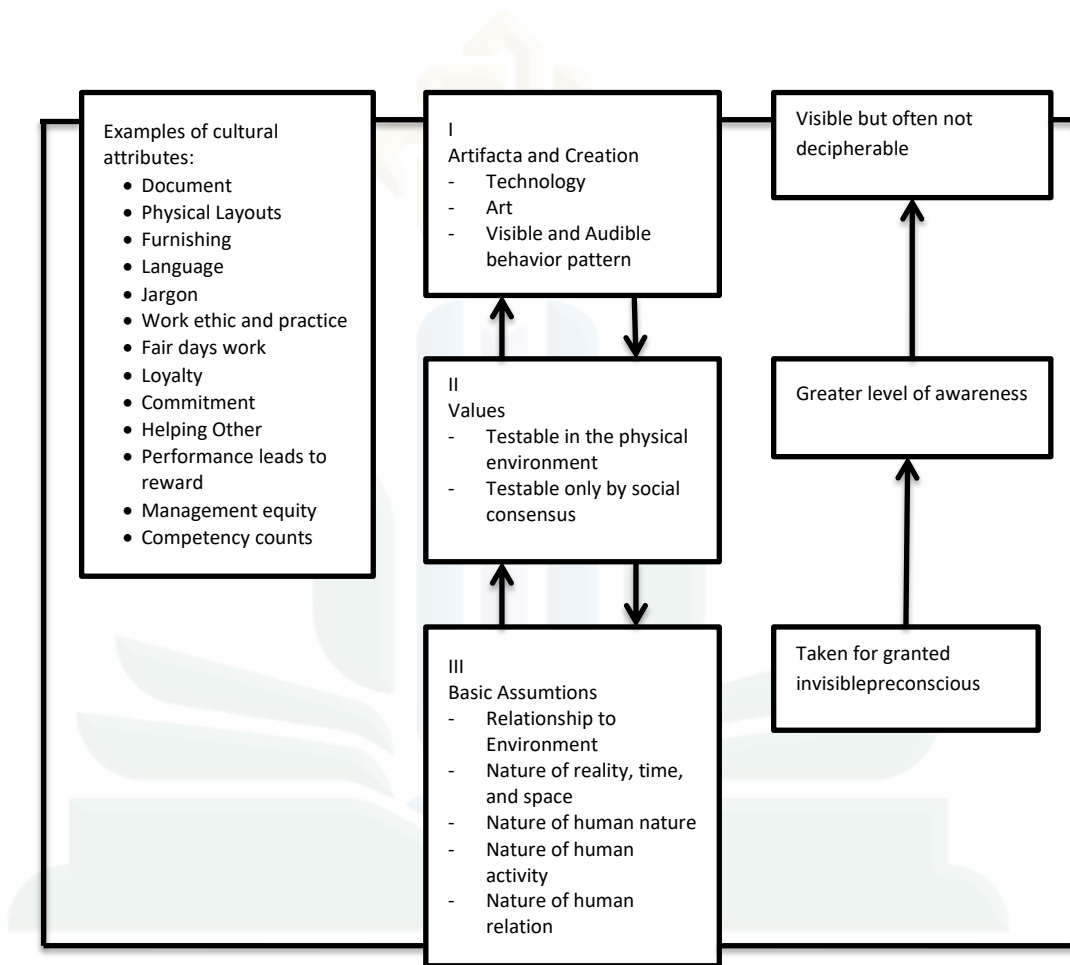 Examples of cultural
attributes:
• Document
• Physical Layouts
• Furnishing
• Language
• Jargon
• Work ethic and practice
• Fair days work
• Loyalty
• Commitment
• Helping Other
• Performance leads to
reward
• Management equity
• Competency counts
I
Artifacta and Creation
- Technology
- Art
- Visible and Audible
behavior pattern
II
Values
- Testable in the physical
environment
- Testable only by social
consensus
III
Basic Assumtions
- Relationship to
Environment
- Nature of reality, time,
and space
- Nature of human nature
- Nature of human
activity
- Nature of human
relation
Visible but often not
decipherable
Greater level of awareness
Taken for granted
invisiblepreconscious